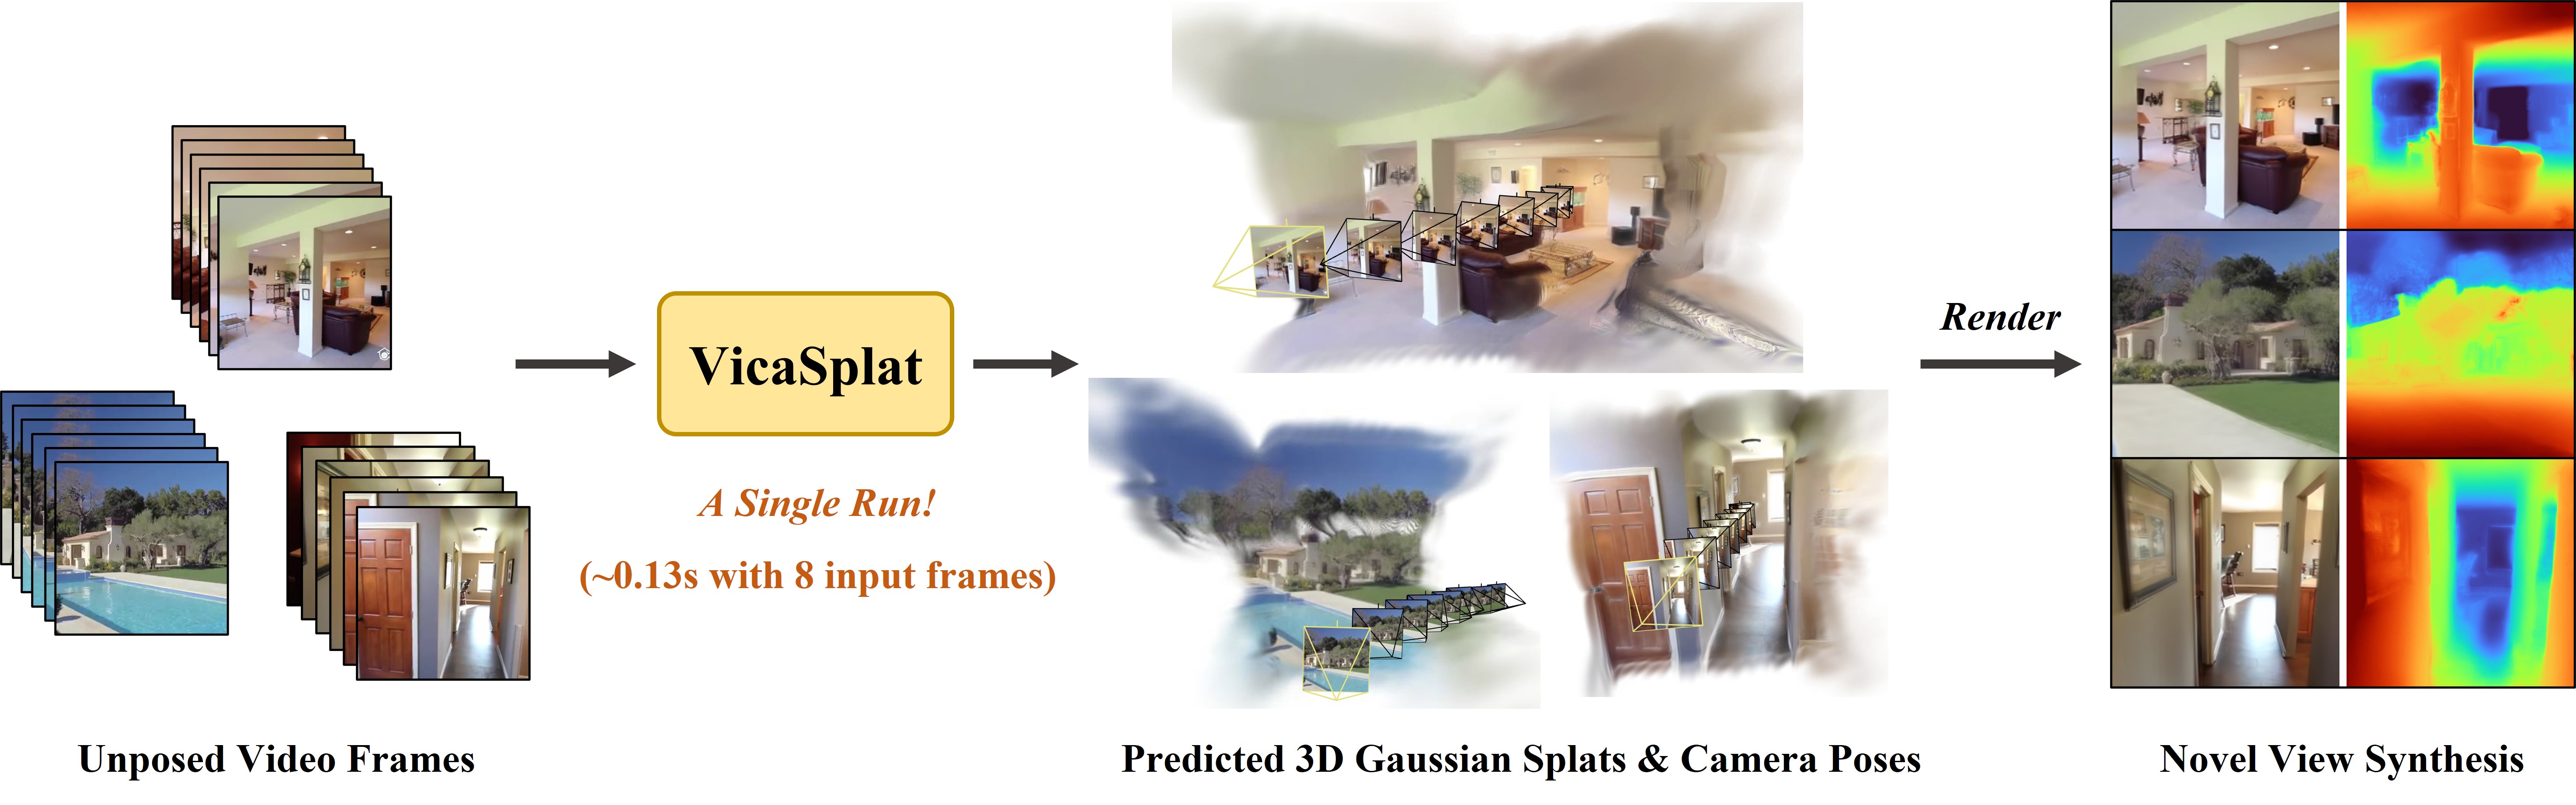 VicaSplat
A Single Run!
(~0.13s with 8 input frames)
Render
Unposed Video Frames
Predicted 3D Gaussian Splats & Camera Poses
Novel View Synthesis